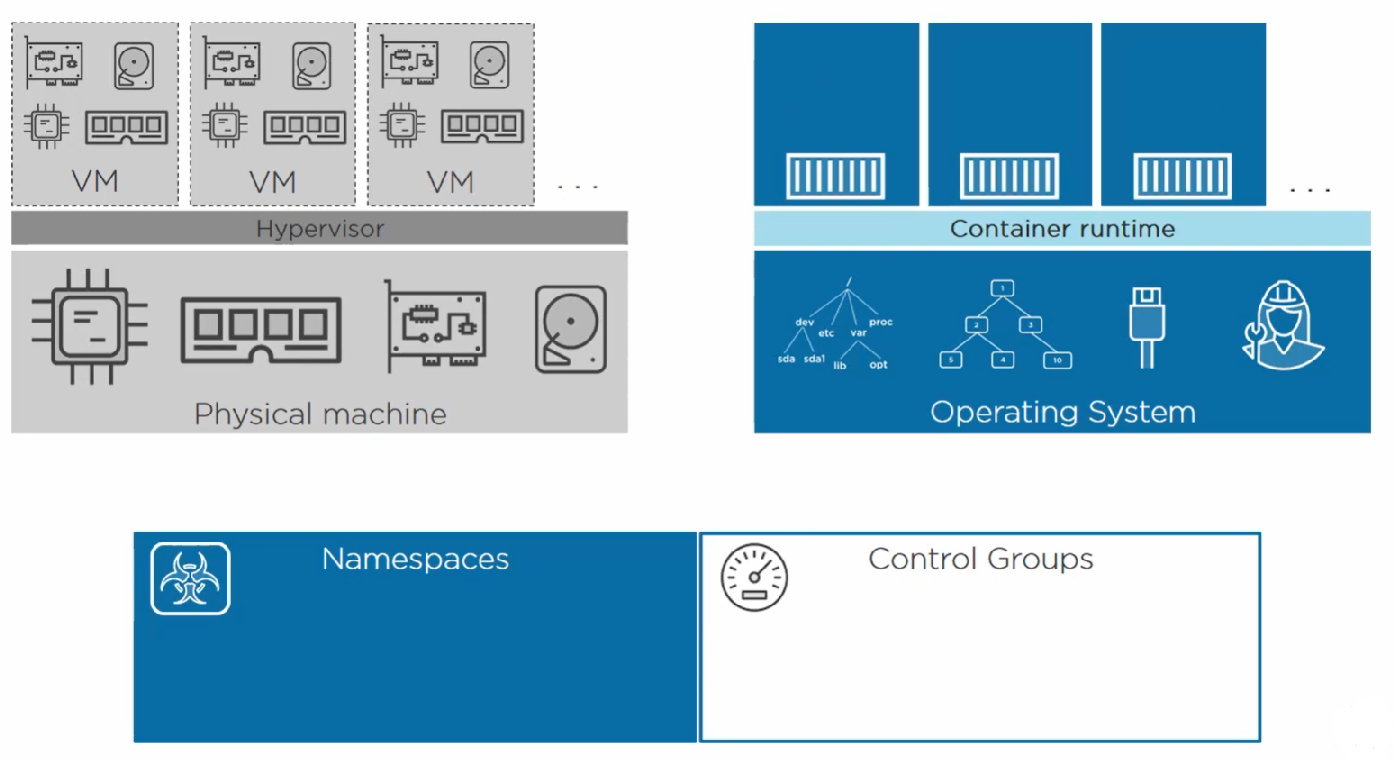 VM
VM
VM
. . .
Hypervisor
Physical machine
. . .
Container runtime
/
dev
etc
var
proc
sda
sda1
lib
opt
1
2
3
5
4
10
Operating System
Namespaces
Control Groups